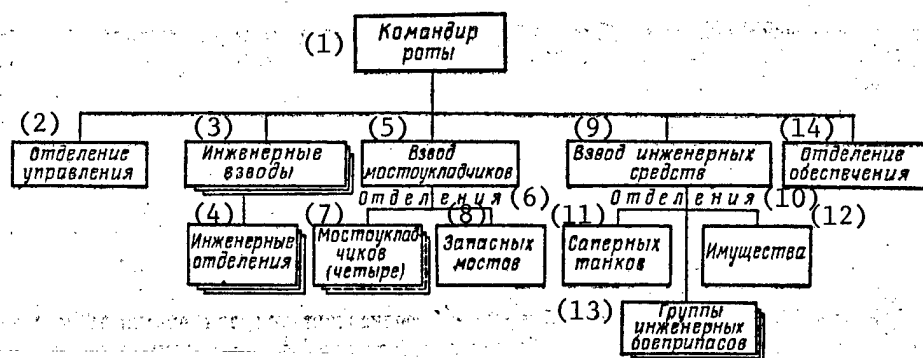 (1) Командир
роты
(2) (3) (5) (9) (14)
Отделение
управления
Инженерные
взводы
Взвод
мостоукладчиков
Взвод инженерных
средств
Отделение
обеспечения
Отделения (6)
Отделения (10)
(4) (7) (8) (11) (12)
Инженерные
отделения
Мостоуклад
чиков
(четыре)
Запасных
мостов
Саперных
танков
Имущества
(13) Группы
инженерных
боеприпасов